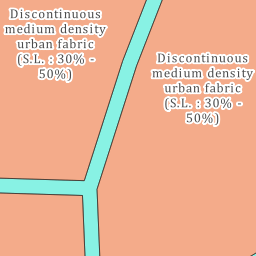 Discontinuous
medium density
urban fabric
(S.L. : 30% -
50%)
Discontinuous
medium density
urban fabric
(S.L. : 30% -
50%)